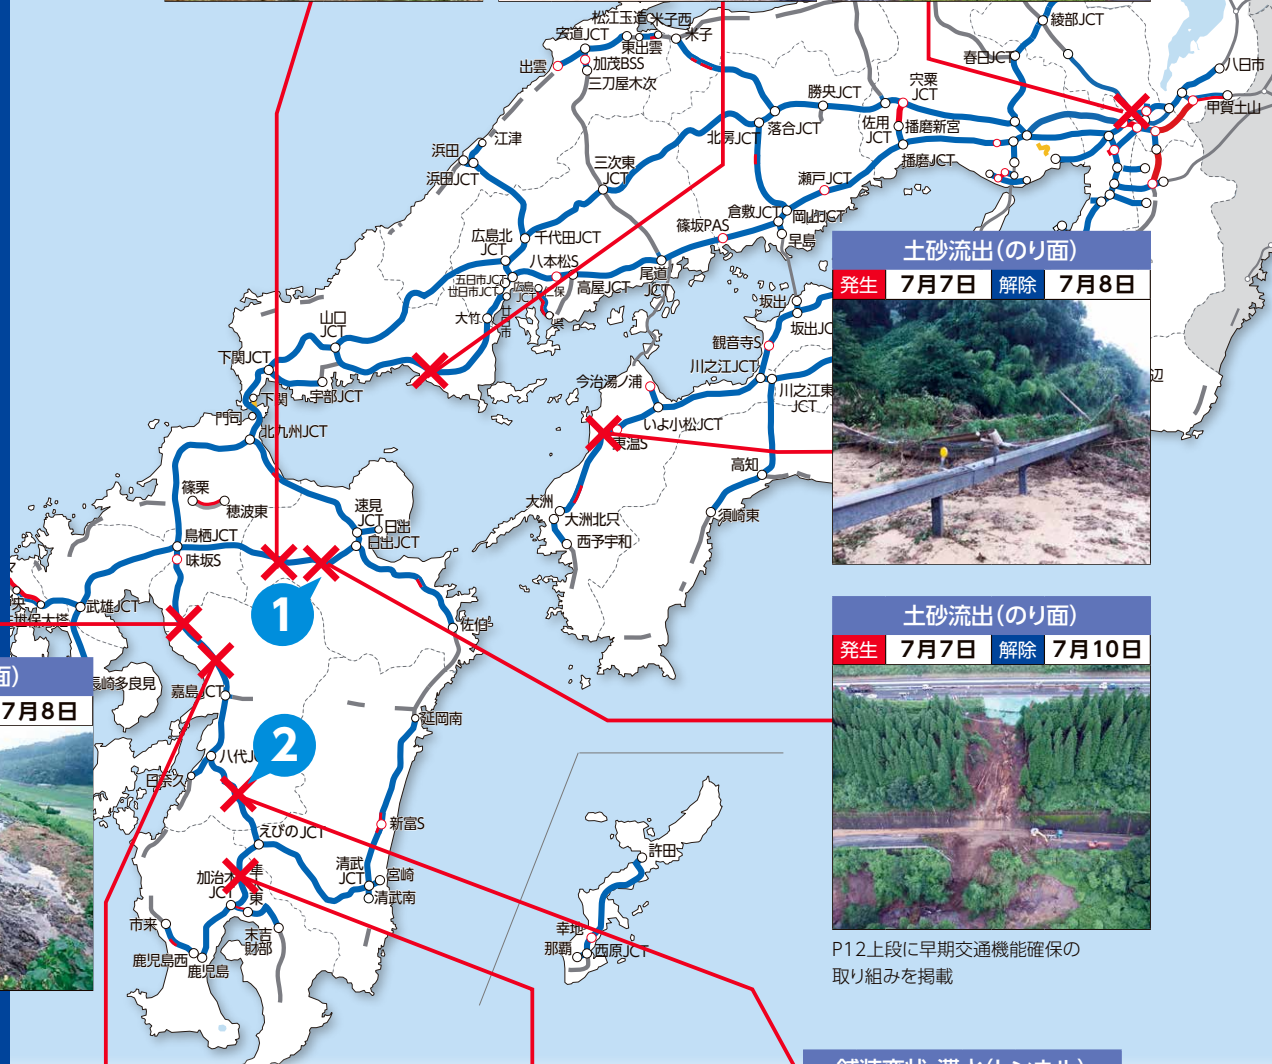 松江玉造
米子西
宍道JCT
東出雲
米子
出雲
加茂BSS
三刀屋木次
綾部JCT
春日JCT
八日市
甲賀土山
勝央JCT
宍粟
JCT
佐用
JCT
播磨新宮
播磨JCT
北房JCT
落合JCT
江津
浜田
浜田JCT
三次東
JCT
瀬戸JCT
倉敷JCT
岡山JCT
篠坂PAS
早島
広島北
JCT
千代田JCT
八本松S
五日市JCT
廿日市JCT
広島
JCT
仁保
高屋JCT
尾道
JCT
大竹
廿日市
呉
坂出
坂出JC
観音寺S
川之江JCT
川之江東
JCT
今治湯ノ浦
いよ小松JCT
東温S
高知
須崎東
大洲
大洲北只
西予宇和
山口
JCT
下関JCT
宇部JCT
下関
門司
北九州JCT
篠栗
穂波東
速見
JCT
日出
日出JCT
鳥栖JCT
味坂S
武雄JCT
佐世保大塔
佐伯
長崎多良見
嘉島JCT
延岡南
八代J
日奈久
えびのJCT
新富S
清武
JCT
宮崎
清武南
加治木
JCT
隼人東
市来
末吉
財部
鹿児島西
鹿児島
許田
幸地
那覇
西原JCT
1
2
辺
土砂流出(のり面)
発生 7月7日 解除 7月8日
土砂流出(のり面)
発生 7月7日 解除 7月10日
P12上段に早期交通機能確保の
取り組みを掲載
面)
7月8日